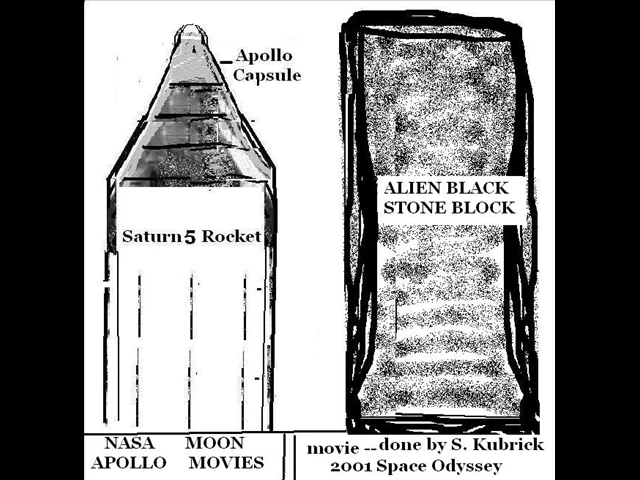 Apollo
Capsule
Saturn5 Rocket
ALIEN BLACK
STONE BLOCK
NASA MOON
APOLLO MOVIES
movie -- done by S. Kubrick
2001 Space Odyssey